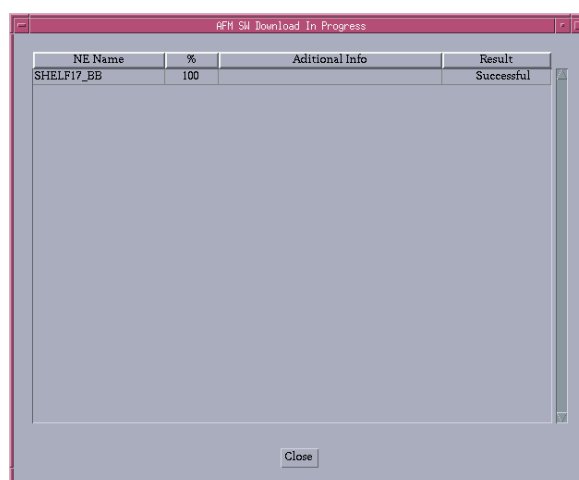 AFM SW Download In Progress
NE Name % Aditional Info Result
SHELF17_BB 100 Successful
Close